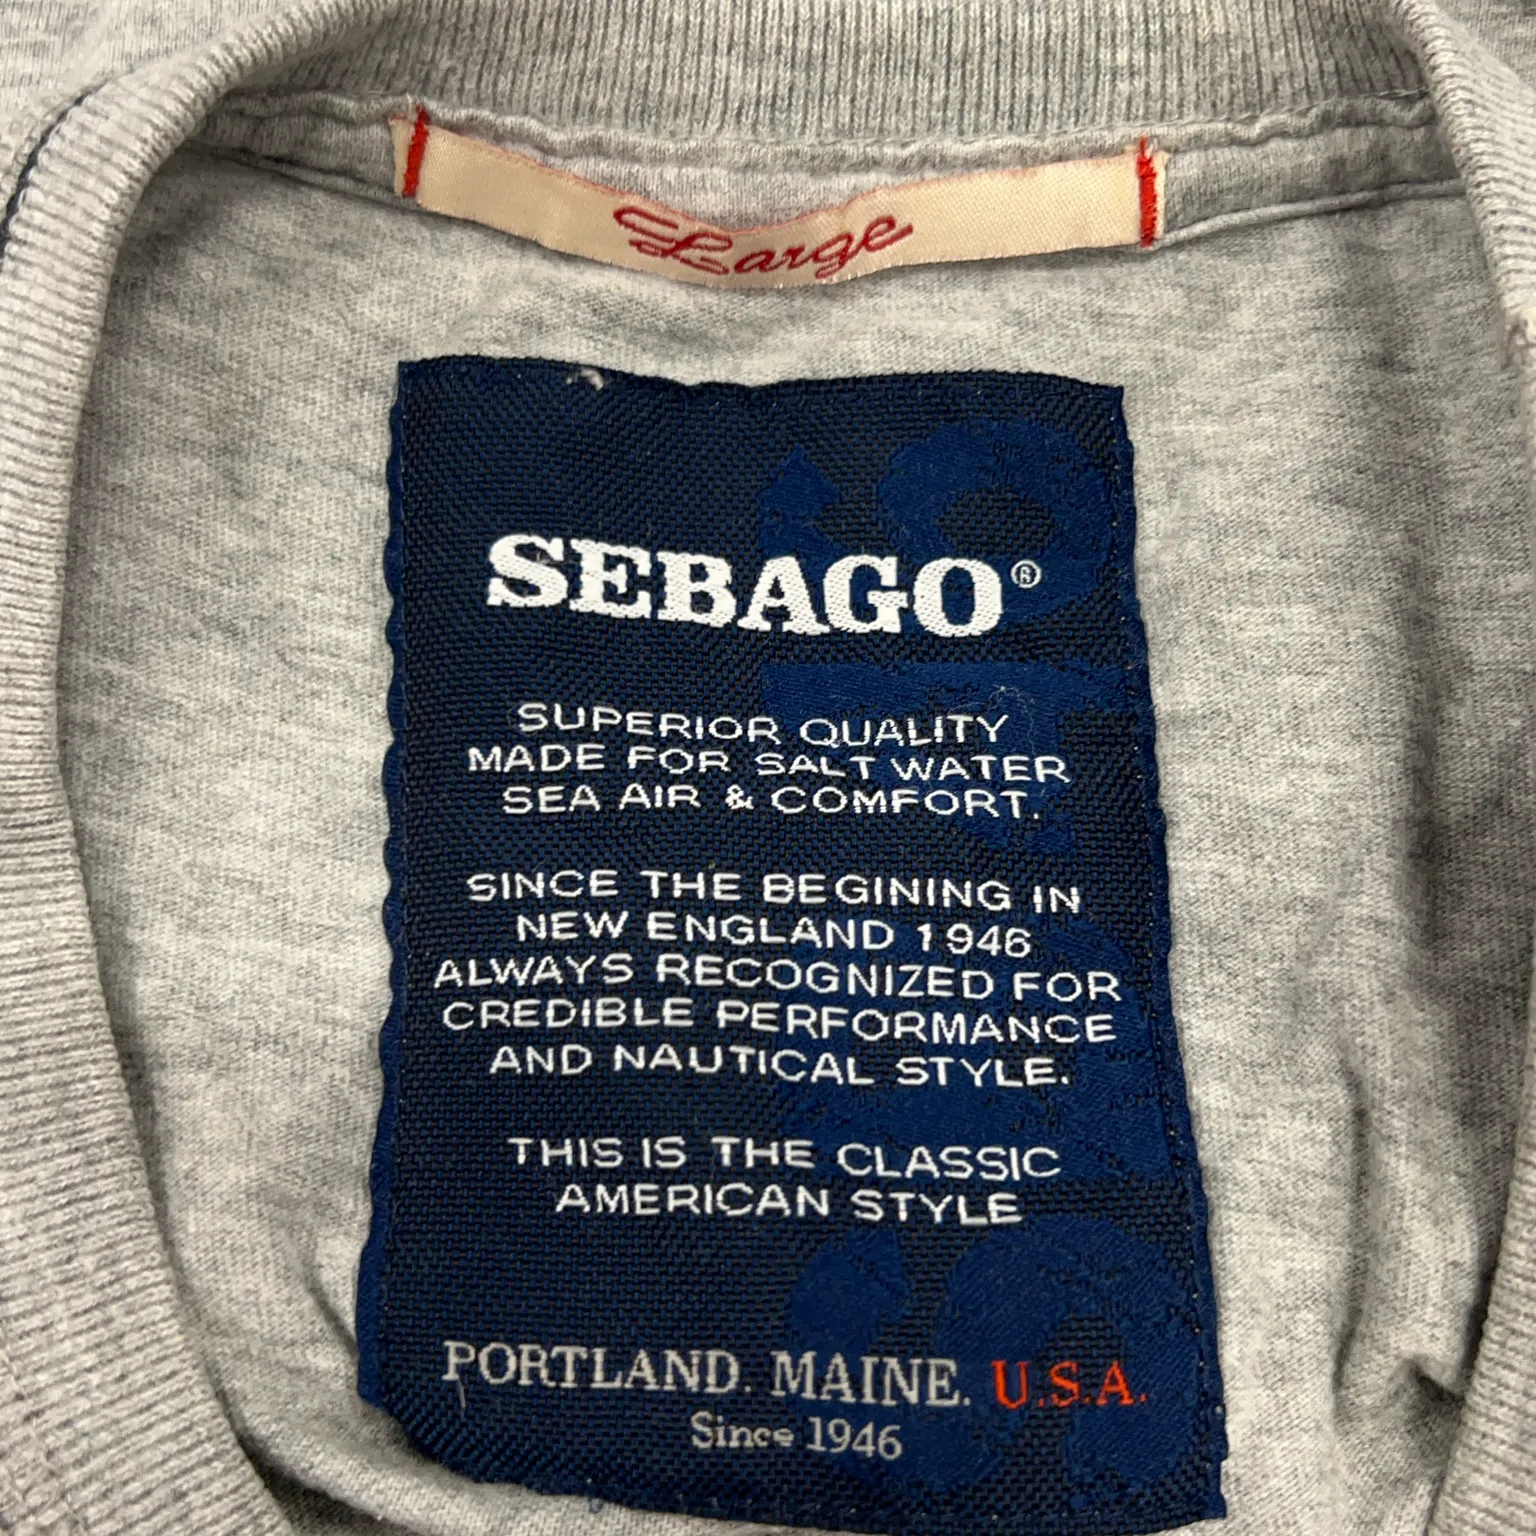 Large
SEBAGO®
SUPERIOR QUALITY
MADE FOR SALT WATER
SEA AIR & COMFORT.
SINCE THE BEGINING IN
NEW ENGLAND 1946
ALWAYS RECOGNIZED FOR
CREDIBLE PERFORMANCE
AND NAUTICAL STYLE.
THIS IS THE CLASSIC
AMERICAN STYLE
PORTLAND. MAINE. U.S.A.
Since 1946